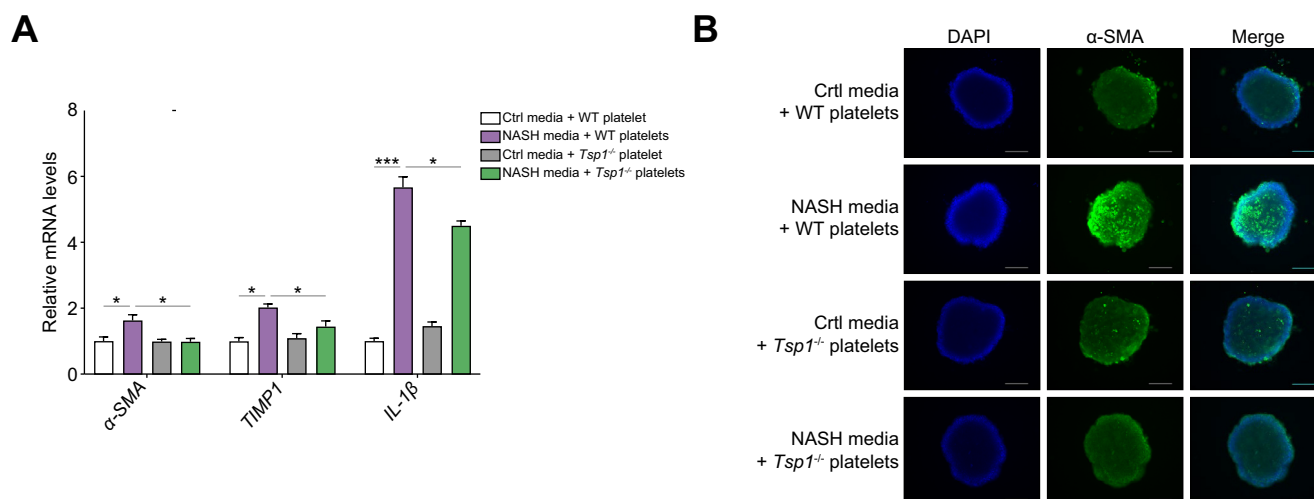 A
Relative mRNA levels
8
6
4
2
0
-
Ctrl media + WT platelet
NASH media + WT platelets
Ctrl media + Tsp1-/- platelet
NASH media + Tsp1-/- platelets
* *
* *
*** *
α-SMA
TIMP1
IL-1β
B
DAPI α-SMA Merge
Crtl media
+ WT platelets
NASH media
+ WT platelets
Crtl media
+ Tsp1-/- platelets
NASH media
+ Tsp1-/- platelets